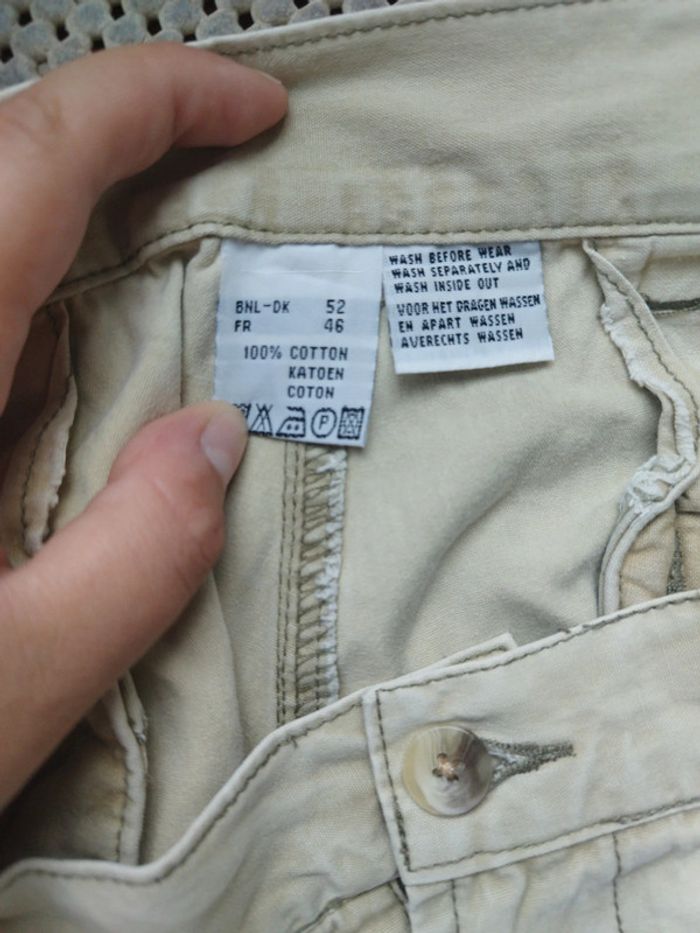 BNL-DK 52
FR 46
100% COTTON
KATOEN
COTON
P
WASH BEFORE WEAR
WASH SEPARATELY AND
WASH INSIDE OUT
VOOR HET DRAGEN WASSEN
EN APART WASSEN
AVERECHTS WASSEN